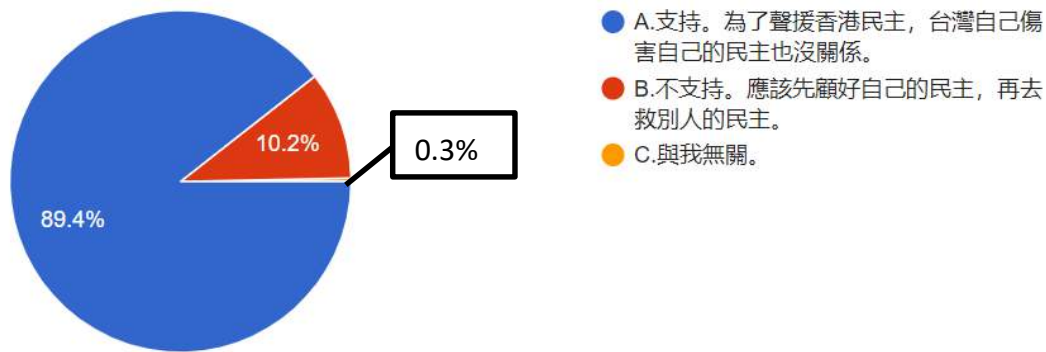 A.支持。為了聲援香港民主，台灣自己傷
害自己的民主也沒關係。
B.不支持。應該先顧好自己的民主，再去
救別人的民主。
C.與我無關。
10.2%
0.3%
89.4%